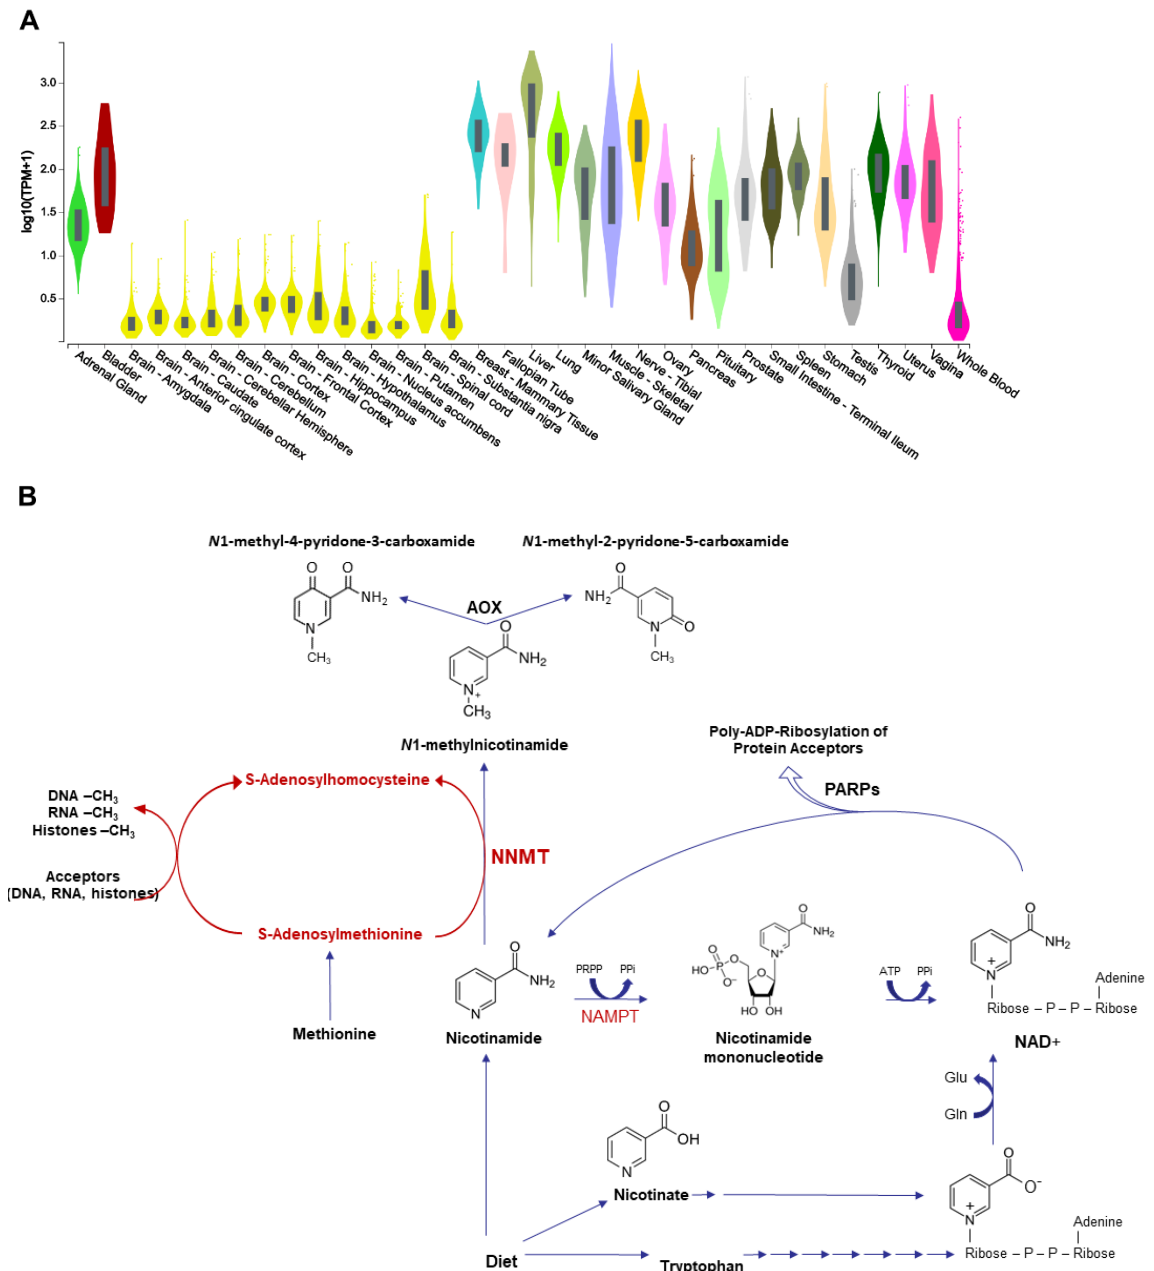 A
log10(TPM+1)
3.0
2.5
2.0
1.5
1.0
0.5
Adrenal Gland
Bladder
Brain - Amygdala
Brain - Anterior cingulate cortex
Brain - Caudate
Brain - Cerebellar Hemisphere
Brain - Cerebellum
Brain - Cortex
Brain - Frontal Cortex
Brain - Hippocampus
Brain - Hypothalamus
Brain - Nucleus accumbens
Brain - Putamen
Brain - Spinal cord
Brain - Substantia nigra
Breast - Mammary Tissue
Fallopian Tube
Liver
Lung
Minor Salivary Gland
Muscle - Skeletal
Nerve - Tibial
Ovary
Pancreas
Pituitary
Prostate
Small Intestine - Terminal Ileum
Spleen
Stomach
Testis
Thyroid
Uterus
Vagina
Whole Blood
B
N1-methyl-4-pyridone-3-carboxamide
N1-methyl-2-pyridone-5-carboxamide
O
O
NH2
N
CH3
AOX
O
NH2
N
O
CH3
O
NH2
N+
CH3
N1-methylnicotinamide
Poly-ADP-Ribosylation of
Protein Acceptors
PARPs
S-Adenosylhomocysteine
DNA –CH3
RNA –CH3
Histones –CH3
NNMT
Acceptors
(DNA, RNA, histones)
S-Adenosylmethionine
Methionine
O
NH2
N
Nicotinamide
PRPP
PPi
NAMPT
O
NH2
N+
O
HO
P
O
O-
O
HO
OH
Nicotinamide
mononucleotide
ATP
PPi
O
NH2
+
N
Adenine
Ribose – P – P – Ribose
NAD+
Glu
Gln
O
OH
N
Nicotinate
O
O-
+
N
Adenine
Ribose – P – P – Ribose
Diet
Tryptophan